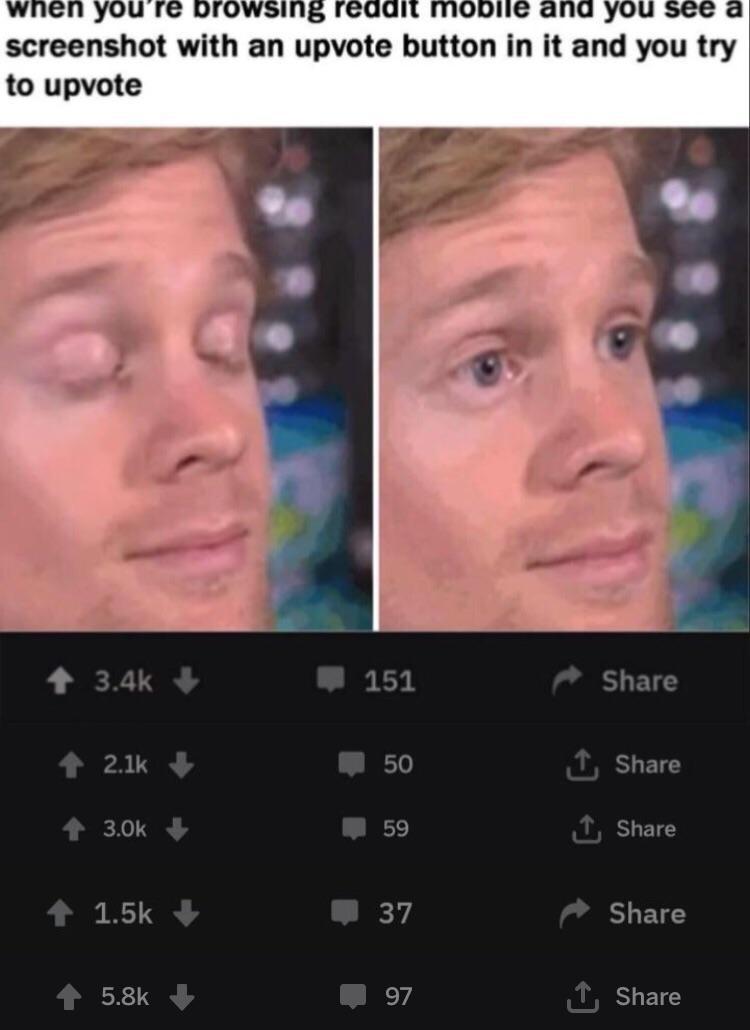 when you're browsing reddit mobile and you see a
screenshot with an upvote button in it and you try
to upvote
3.4k 151 Share
2.1k 50 Share
3.0k 59 Share
1.5k 37 Share
5.8k 97 Share